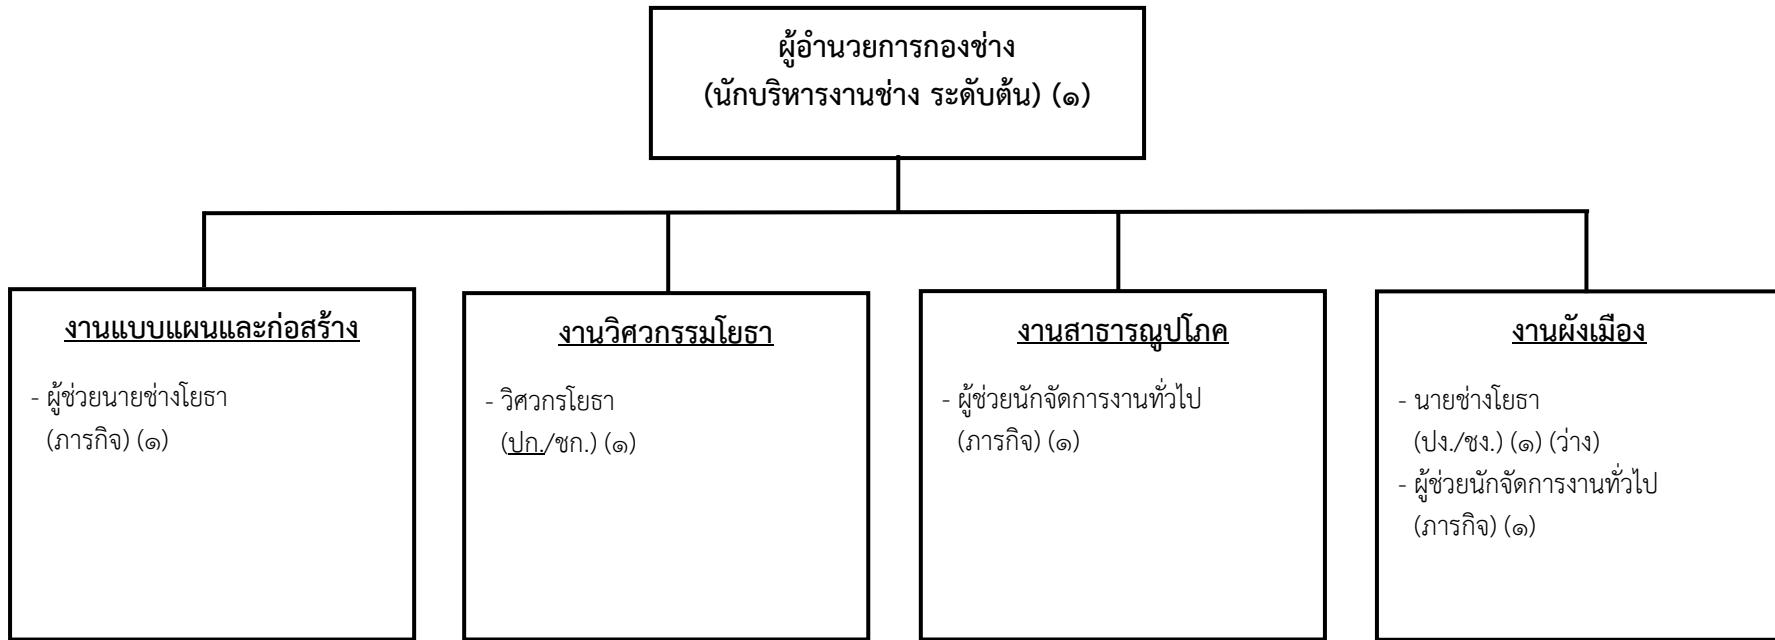 ผู้อำนวยการกองช่าง
(นักบริหารงานช่าง ระดับต้น) (๑)
งานแบบแผนและก่อสร้าง
- ผู้ช่วยนายช่างโยธา
(ภารกิจ) (๑)
งานวิศวกรรมโยธา
- วิศวกรโยธา
(ปก./ชก.) (๑)
งานสาธารณูปโภค
- ผู้ช่วยนักจัดการงานทั่วไป
(ภารกิจ) (๑)
งานผังเมือง
- นายช่างโยธา
(ปง./ชง.) (๑) (ว่าง)
- ผู้ช่วยนักจัดการงานทั่วไป
(ภารกิจ) (๑)